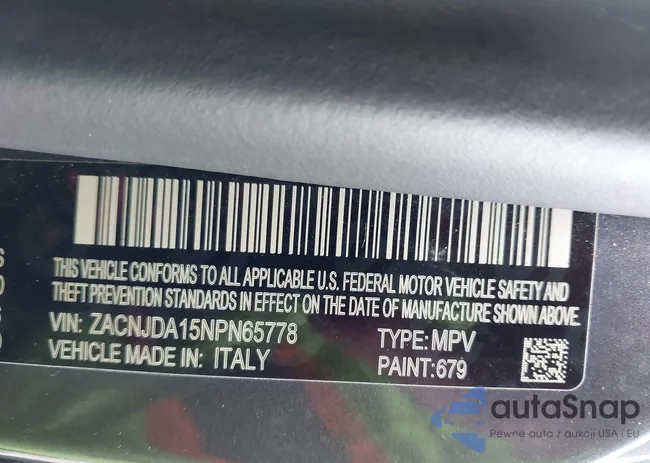 THIS VEHICLE CONFORMS TO ALL APPLICABLE U.S. FEDERAL MOTOR VEHICLE SAFETY AND
THEFT PREVENTION STANDARDS IN EFFECT ON THE DATE OF MANUFACTURE SHOWN ABOVE.
VIN: ZACNJDA15NPN65778 TYPE: MPV
VEHICLE MADE IN: ITALY PAINT: 679
autaSnap
Pewne auta z aukcji USA i EU